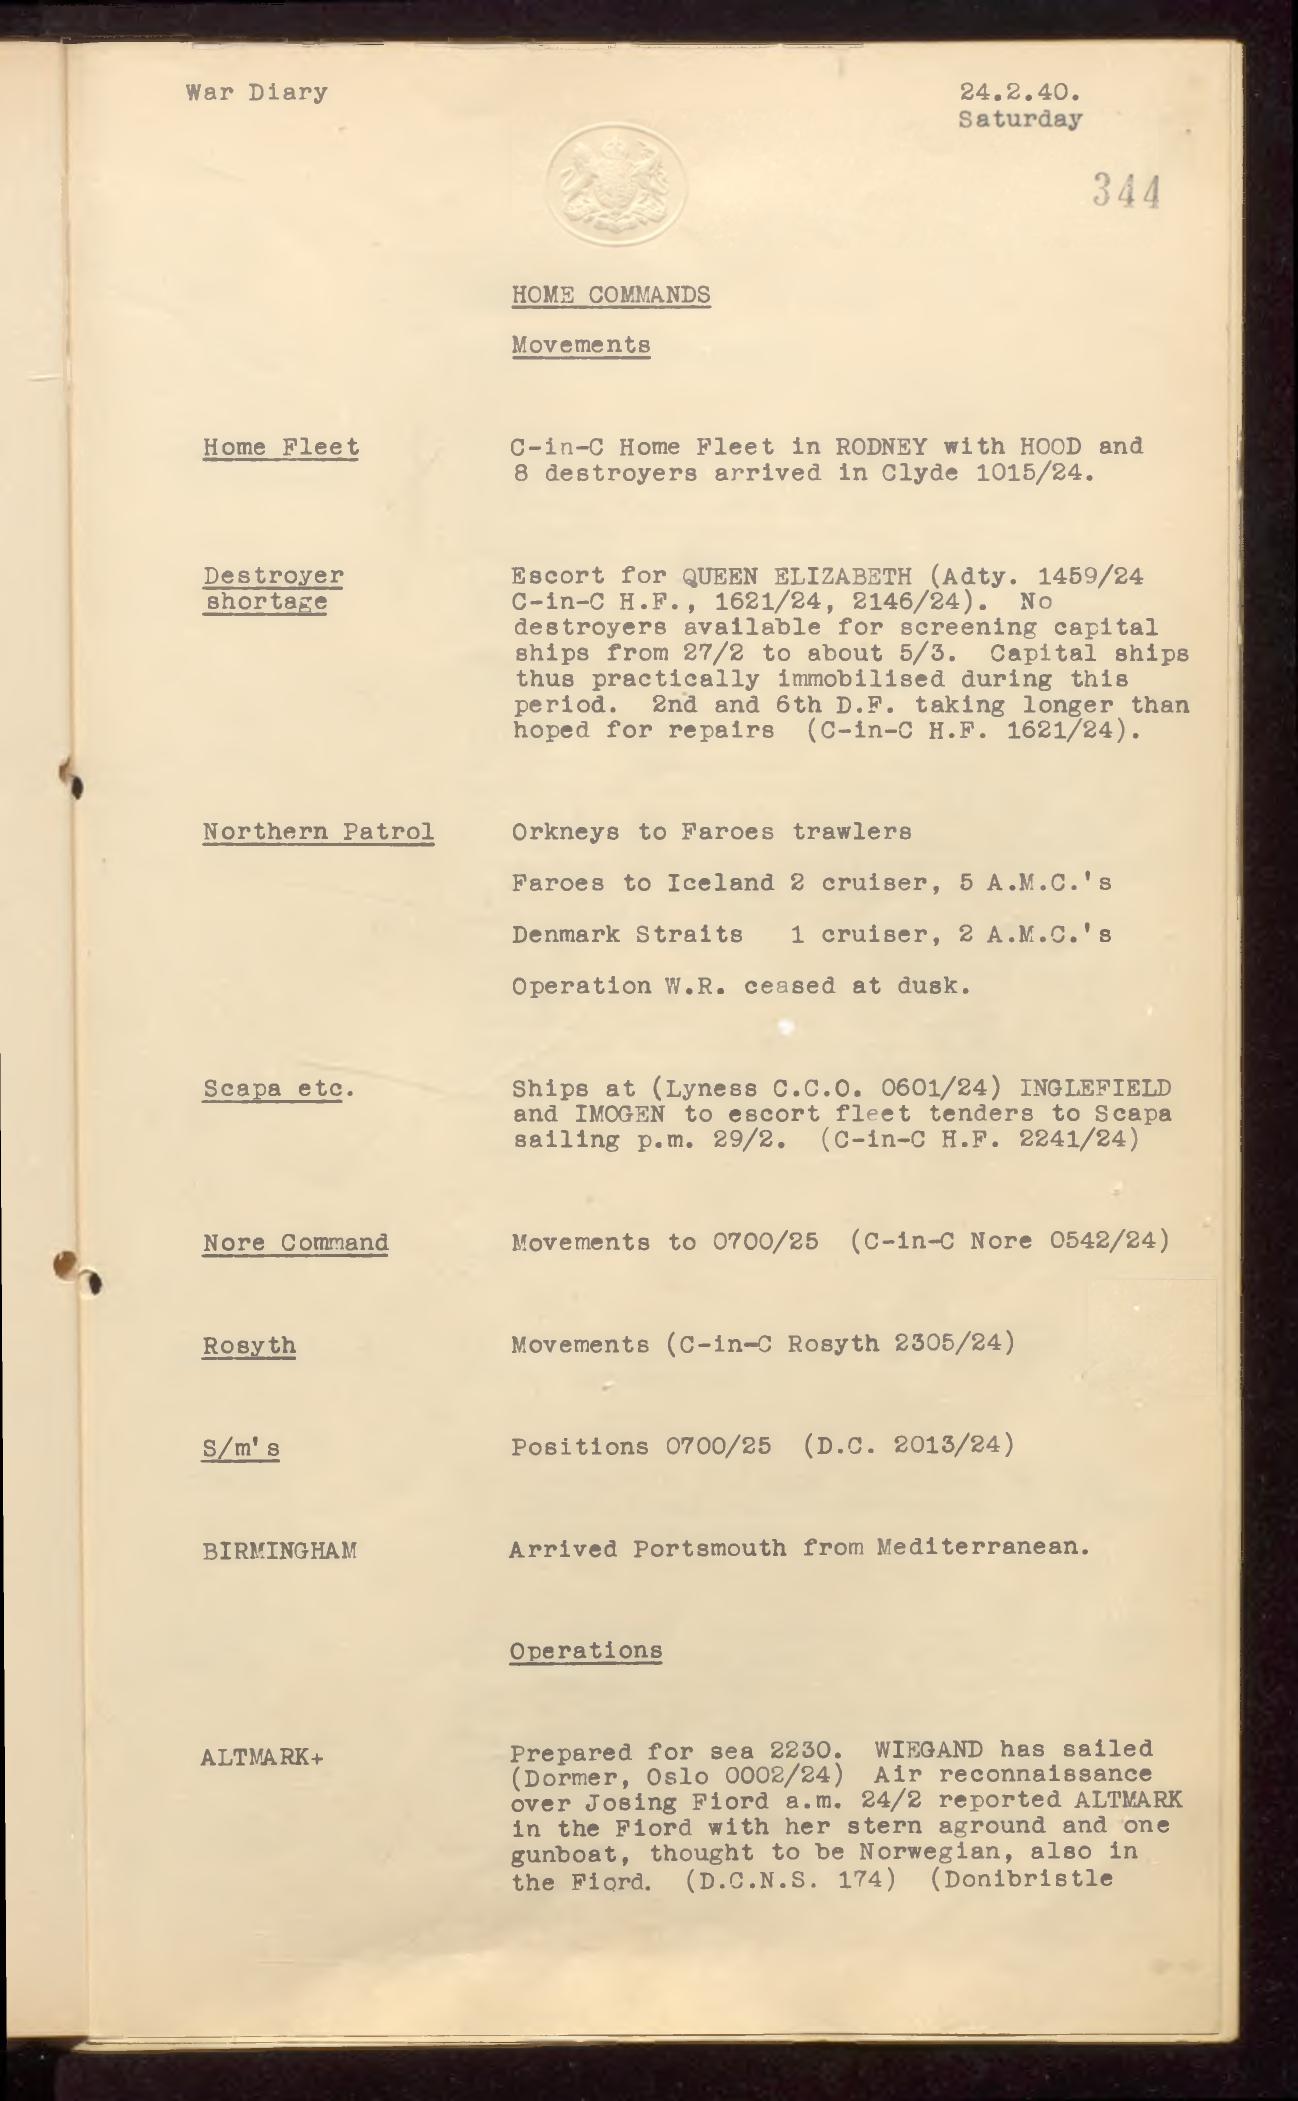 War Diary
24.2.40.
Saturday
344
HOME COMMANDS
Movements
Home Fleet
C-in-C Home Fleet in RODNEY with HOOD and
8 destroyers arrived in Clyde 1015/24.
Destroyer
shortage
Escort for QUEEN ELIZABETH (Adty. 1459/24
C-in-C H.F., 1621/24, 2146/24).  No
destroyers available for screening capital
ships from 27/2 to about 5/3.  Capital ships
thus practically immobilised during this
period.  2nd and 6th D.F. taking longer than
hoped for repairs  (C-in-C H.F. 1621/24).
Northern Patrol
Orkneys to Faroes trawlers
Faroes to Iceland 2 cruiser, 5 A.M.C.'s
Denmark Straits   1 cruiser, 2 A.M.C.'s
Operation W.R. ceased at dusk.
Scapa etc.
Ships at (Lyness C.C.O. 0601/24) INGLEFIELD
and IMOGEN to escort fleet tenders to Scapa
sailing p.m. 29/2.  (C-in-C H.F. 2241/24)
Nore Command
Movements to 0700/25  (C-in-C Nore 0542/24)
Rosyth
Movements (C-in-C Rosyth 2305/24)
S/m's
Positions 0700/25  (D.C. 2013/24)
BIRMINGHAM
Arrived Portsmouth from Mediterranean.
Operations
ALTMARK+
Prepared for sea 2230.  WIEGAND has sailed
(Dormer, Oslo 0002/24)  Air reconnaissance
over Josing Fiord a.m. 24/2 reported ALTMARK
in the Fiord with her stern aground and one
gunboat, thought to be Norwegian, also in
the Fiord.  (D.C.N.S. 174)  (Donibristle